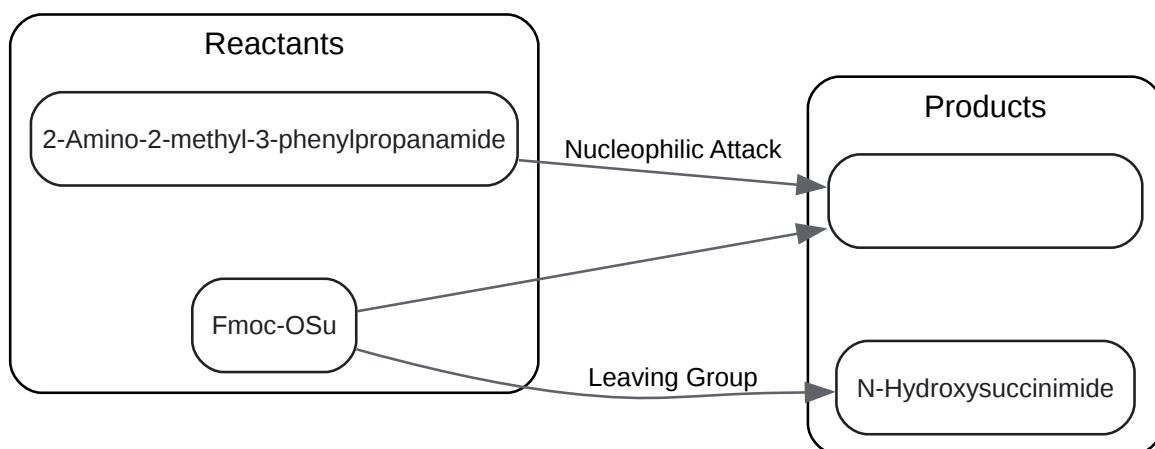 Reactants
2-Amino-2-methyl-3-phenylpropanamide
Fmoc-OSu
Nucleophilic Attack
Leaving Group
Products
N-Hydroxysuccinimide